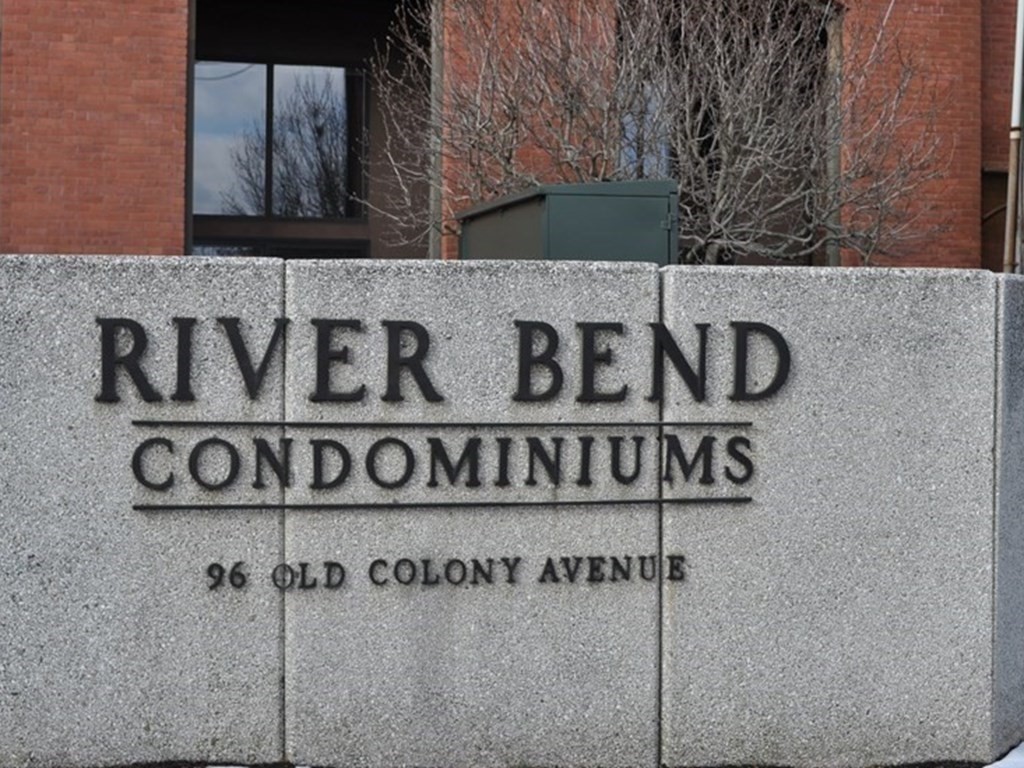 RIVER BEND
CONDOMINIUMS
96 OLD COLONY AVENUE